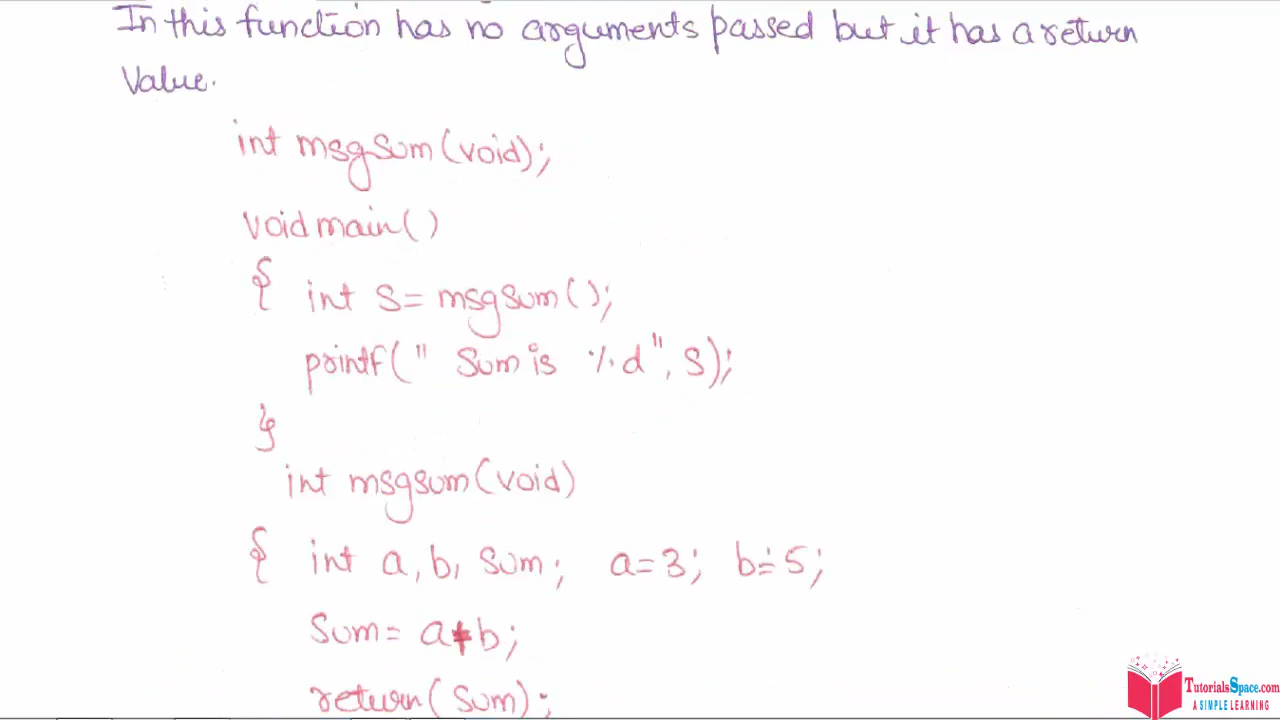 In this function has no arguments passed but it has a return
Value.
int msgsum(void);
void main()
{ int s= msgsum();
printf(" Sum is %d", s);
}
int msgsum(void)
{ int a, b, sum; a=3; b=5;
Sum= a+b;
return(sum);
TutorialsSpace.com
A SIMPLE LEARNING